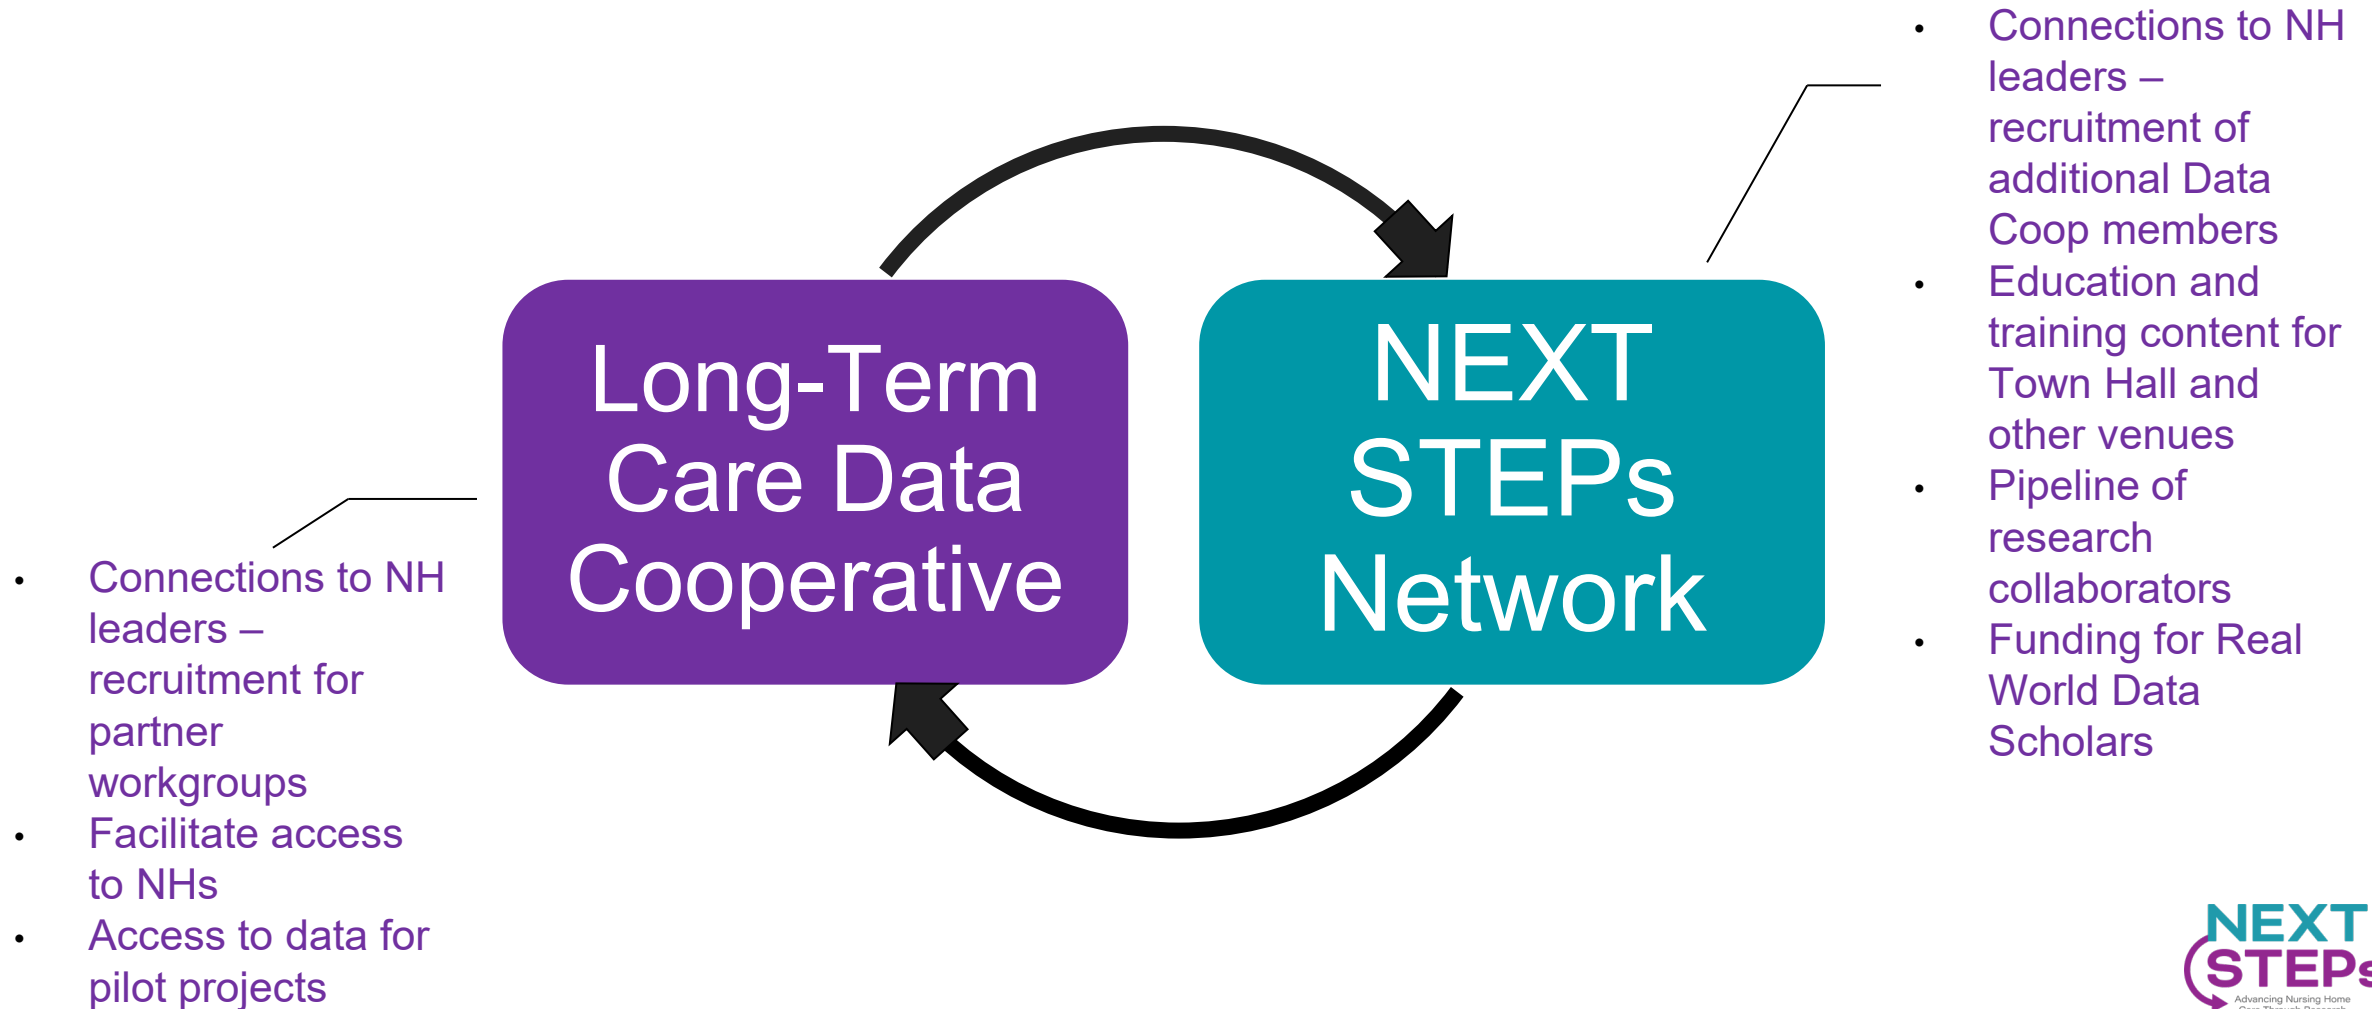 Long-Term
Care Data
Cooperative
NEXT
STEPs
Network
• Connections to NH
leaders –
recruitment for
partner
workgroups
• Facilitate access
to NHs
• Access to data for
pilot projects
• Connections to NH
leaders –
recruitment of
additional Data
Coop members
• Education and
training content for
Town Hall and
other venues
• Pipeline of
research
collaborators
• Funding for Real
World Data
Scholars
NEXT
STEPs
Advancing Nursing Home
Care Through Research